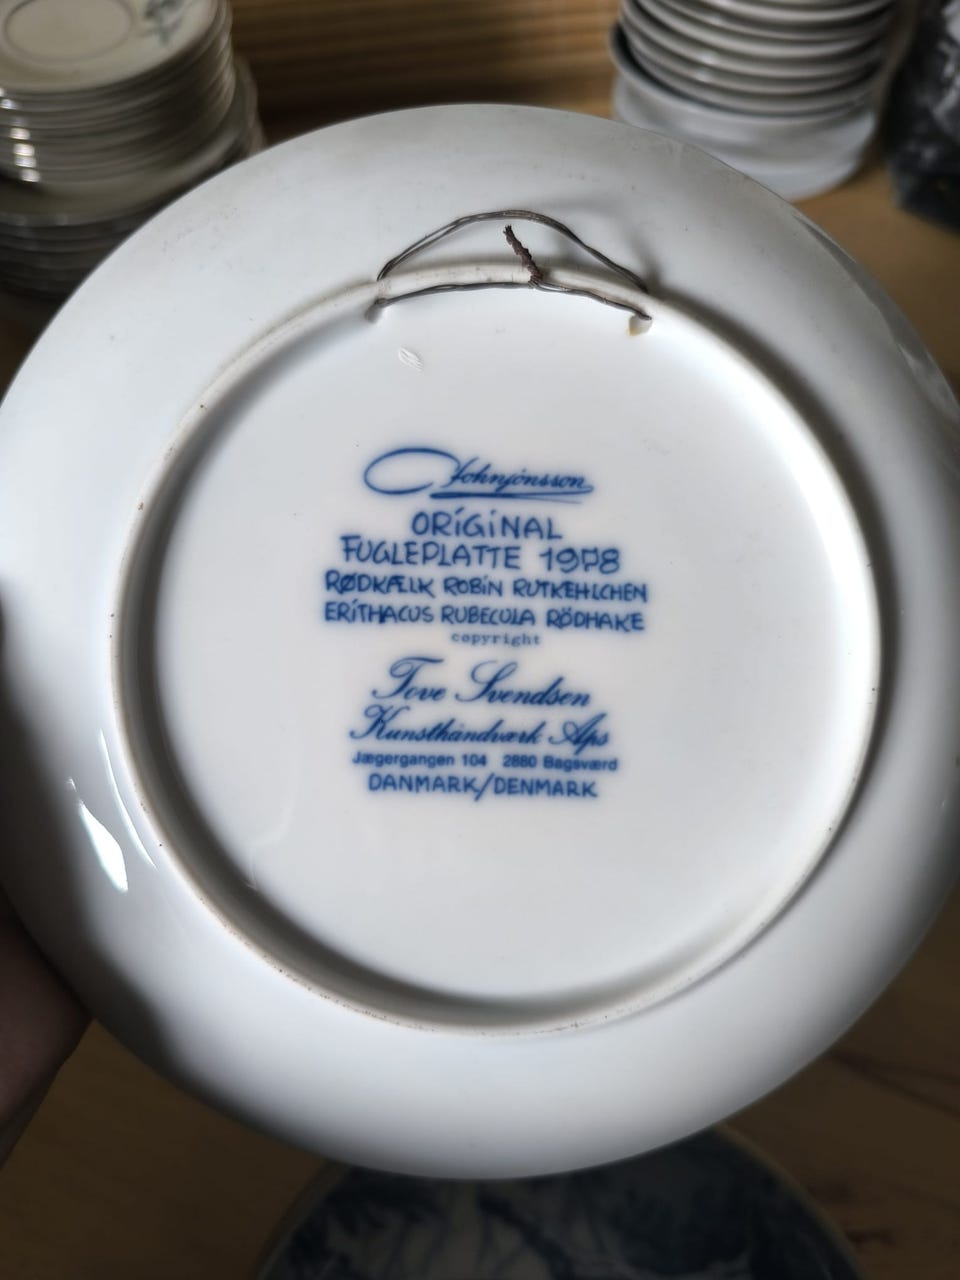 Johnjónsson
ORIGINAL
FUGLEPLATTE 1978
RØDKÆLK ROBIN RUTKEHLCHEN
ERITHACUS RUBECULA RÖDHAKE
copyright
Tove Svendsen
Kunsthåndværk Aps
Jægergangen 104 2880 Bagsværd
DANMARK/DENMARK